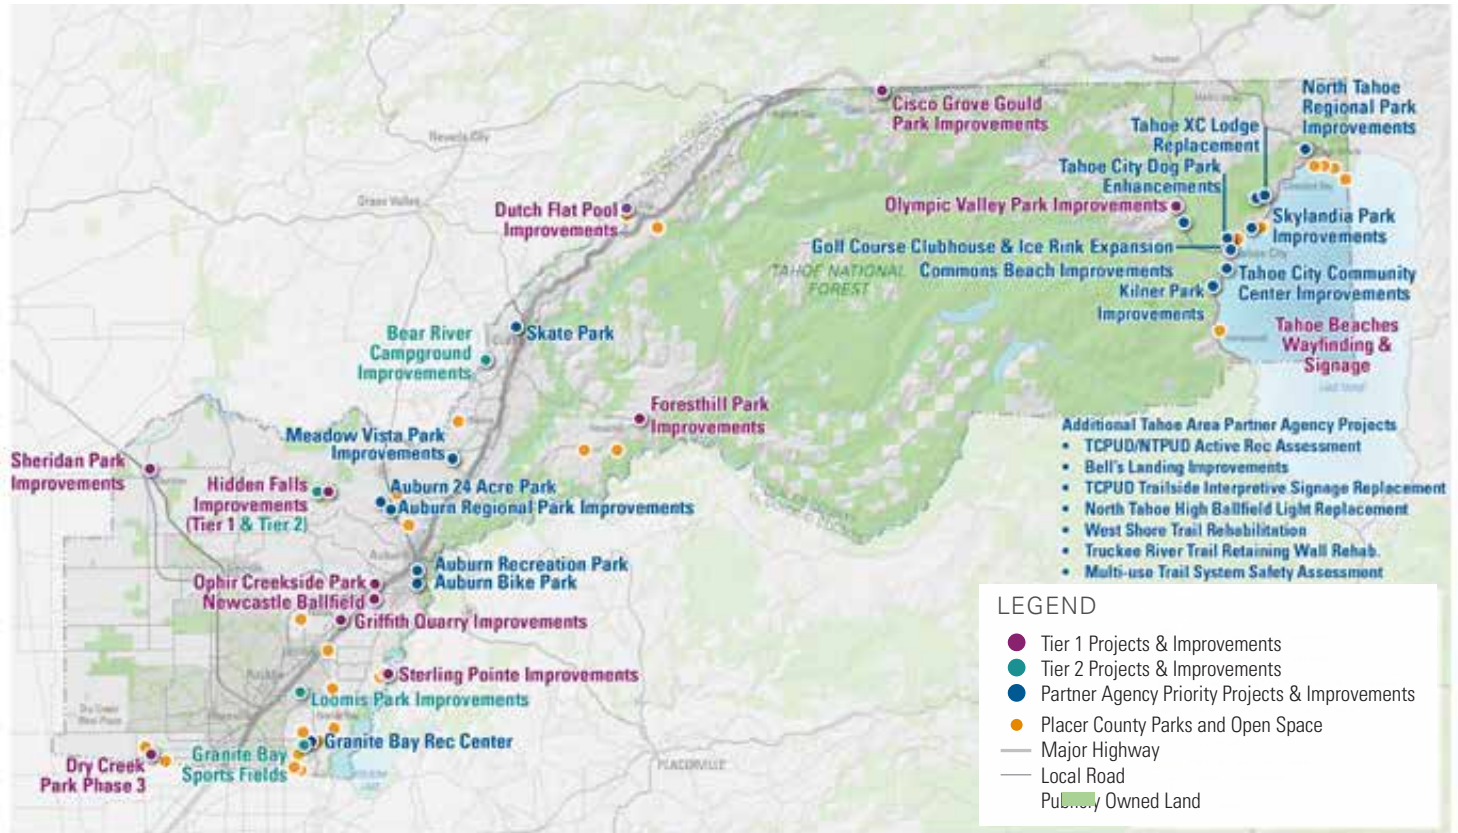 North Tahoe
Regional Park
Improvements
Cisco Grove Gould
Park Improvements
Tahoe XC Lodge
Replacement
Tahoe City Dog Park
Enhancements
Olympic Valley Park Improvements
Dutch Flat Pool
Improvements
Skylandia Park
Improvements
Golf Course Clubhouse & Ice Rink Expansion
TAHOE NATIONAL
FOREST
Commons Beach Improvements
Tahoe City Community
Center Improvements
Kilner Park
Improvements
Tahoe Beaches
Wayfinding &
Signage
Nevada City
Grass Valley
Skate Park
Bear River
Campground
Improvements
Foresthill Park
Improvements
Meadow Vista Park
Improvements
Sheridan Park
Improvements
Hidden Falls
Improvements
(Tier 1 & Tier 2)
Auburn 24 Acre Park
Auburn Regional Park Improvements
Auburn Recreation Park
Auburn Bike Park
Ophir Creekside Park
Newcastle Ballfield
Griffith Quarry Improvements
Sterling Pointe Improvements
Loomis Park Improvements
Granite Bay Rec Center
Granite Bay
Sports Fields
Dry Creek
Park Phase 3
PLACERVILLE
Additional Tahoe Area Partner Agency Projects
• TCPUD/NTPUD Active Rec Assessment
• Bell's Landing Improvements
• TCPUD Trailside Interpretive Signage Replacement
• North Tahoe High Ballfield Light Replacement
• West Shore Trail Rehabilitation
• Truckee River Trail Retaining Wall Rehab.
• Multi-use Trail System Safety Assessment
LEGEND
Tier 1 Projects & Improvements
Tier 2 Projects & Improvements
Partner Agency Priority Projects & Improvements
Placer County Parks and Open Space
Major Highway
Local Road
Publicly Owned Land